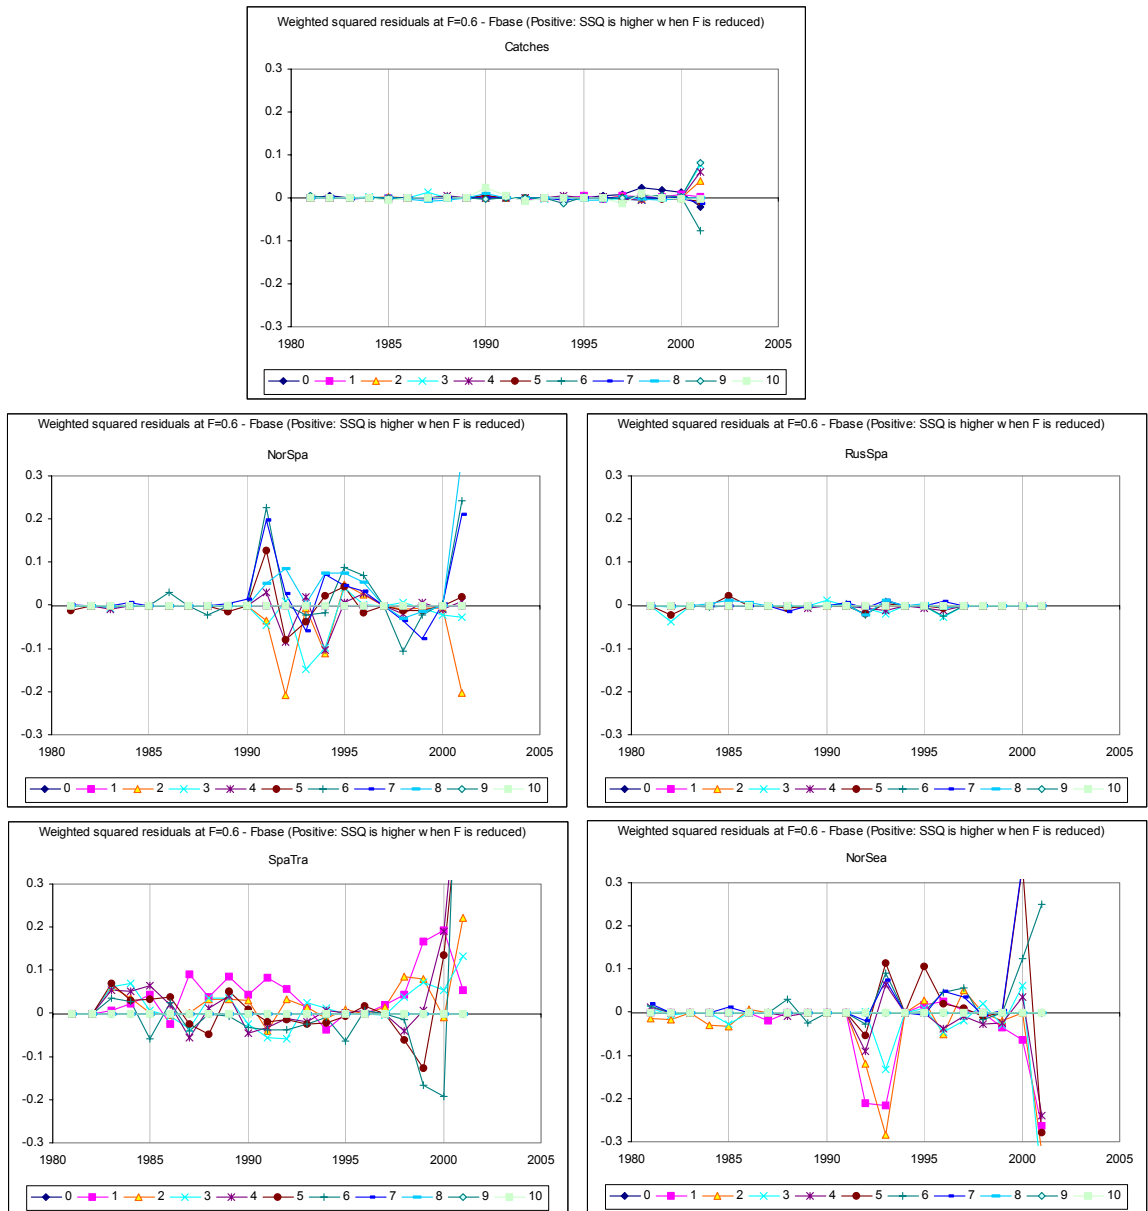 Weighted squared residuals at F=0.6 - Fbase (Positive: SSQ is higher when F is reduced)
Catches
0.3
0.2
0.1
0
-0.1
-0.2
-0.3
1980 1985 1990 1995 2000 2005
0 1 2 3 4 5 6 7 8 9 10
Weighted squared residuals at F=0.6 - Fbase (Positive: SSQ is higher when F is reduced)
NorSpa
0.3
0.2
0.1
0
-0.1
-0.2
-0.3
1980 1985 1990 1995 2000 2005
0 1 2 3 4 5 6 7 8 9 10
Weighted squared residuals at F=0.6 - Fbase (Positive: SSQ is higher when F is reduced)
RusSpa
0.3
0.2
0.1
0
-0.1
-0.2
-0.3
1980 1985 1990 1995 2000 2005
0 1 2 3 4 5 6 7 8 9 10
Weighted squared residuals at F=0.6 - Fbase (Positive: SSQ is higher when F is reduced)
SpaTra
0.3
0.2
0.1
0
-0.1
-0.2
-0.3
1980 1985 1990 1995 2000 2005
0 1 2 3 4 5 6 7 8 9 10
Weighted squared residuals at F=0.6 - Fbase (Positive: SSQ is higher when F is reduced)
NorSea
0.3
0.2
0.1
0
-0.1
-0.2
-0.3
1980 1985 1990 1995 2000 2005
0 1 2 3 4 5 6 7 8 9 10